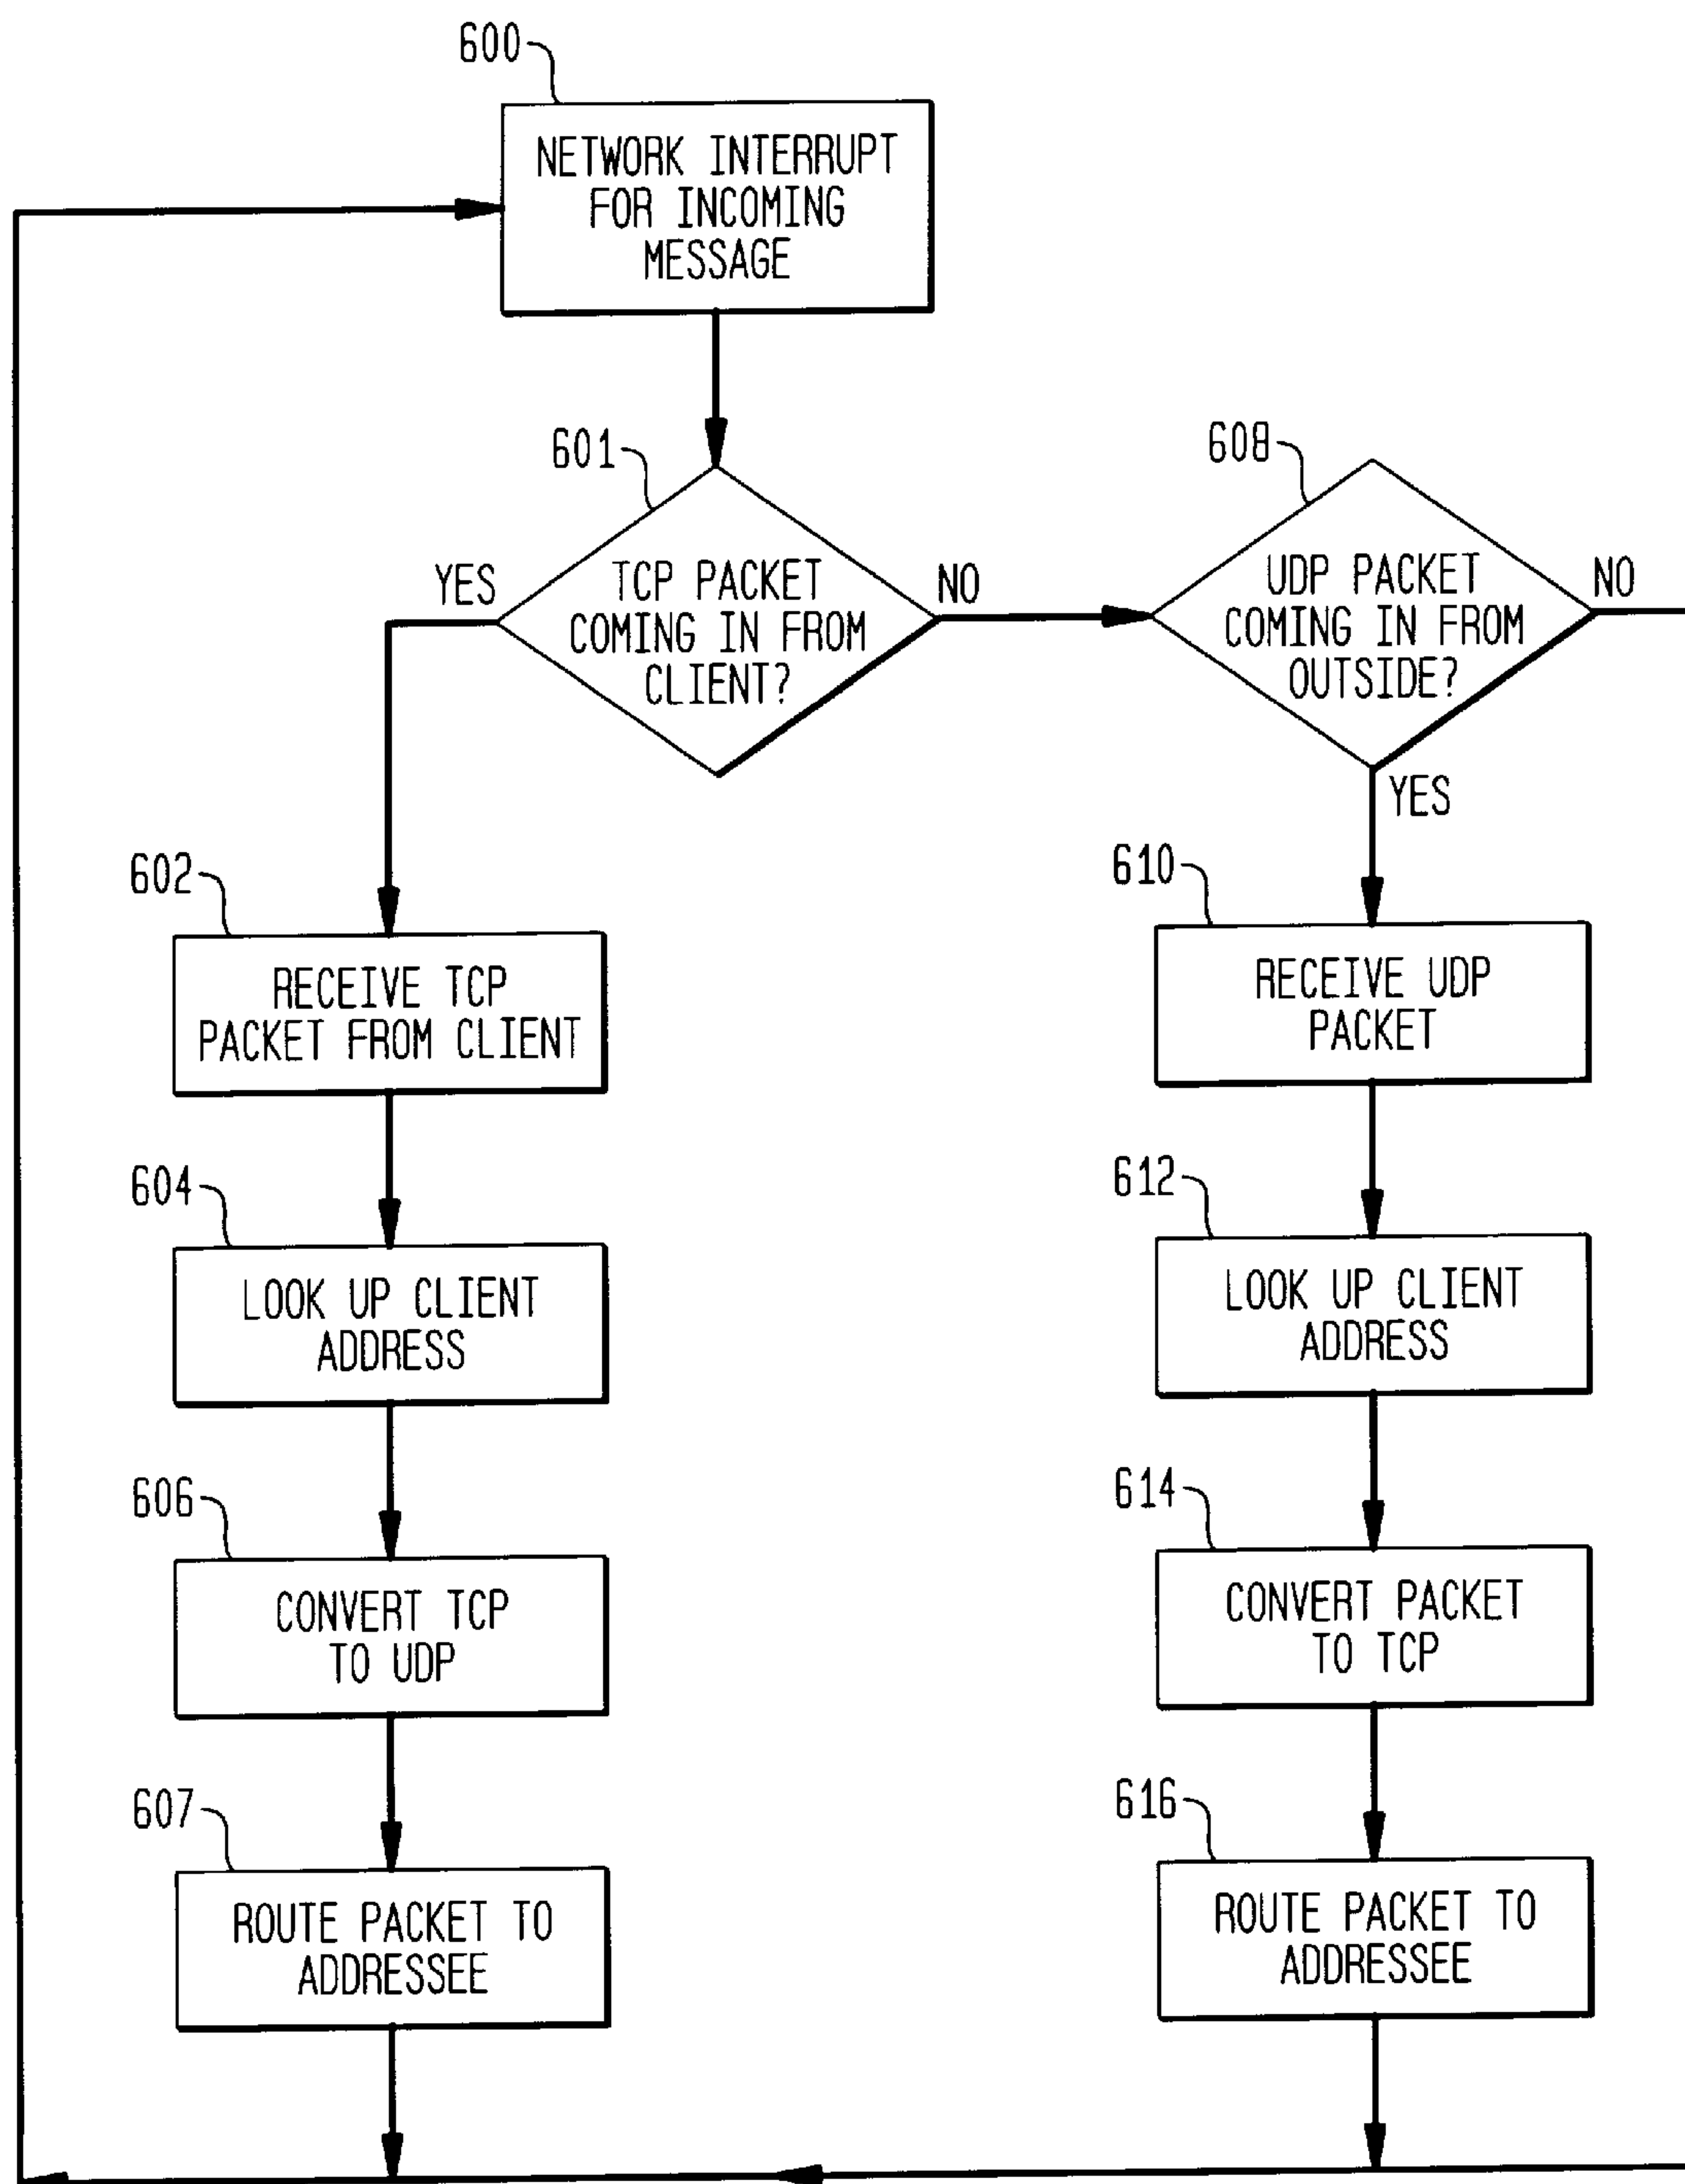 600
NETWORK INTERRUPT
FOR INCOMING
MESSAGE
601
TCP PACKET
COMING IN FROM
CLIENT?
YES
NO
608
UDP PACKET
COMING IN FROM
OUTSIDE?
NO
YES
602
RECEIVE TCP
PACKET FROM CLIENT
604
LOOK UP CLIENT
ADDRESS
606
CONVERT TCP
TO UDP
607
ROUTE PACKET TO
ADDRESSEE
610
RECEIVE UDP
PACKET
612
LOOK UP CLIENT
ADDRESS
614
CONVERT PACKET
TO TCP
616
ROUTE PACKET TO
ADDRESSEE